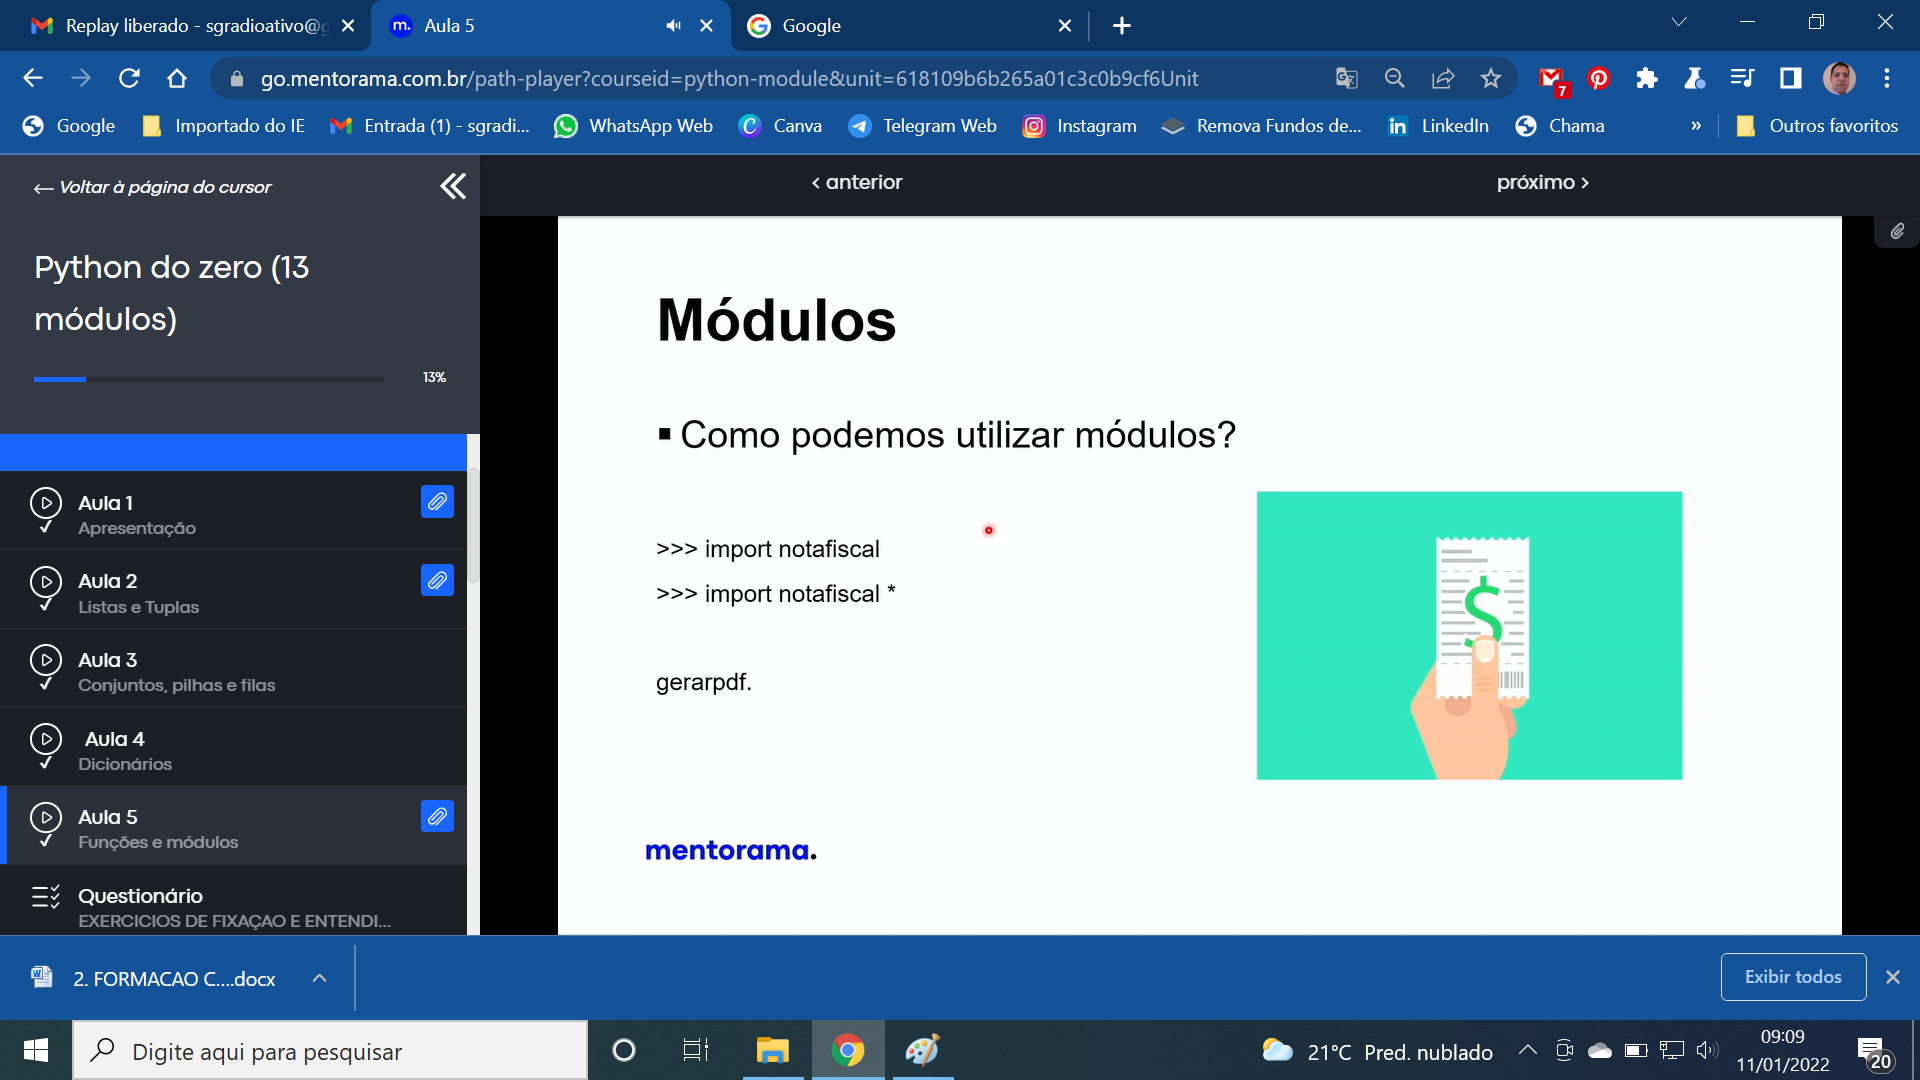 Replay liberado - sgradioativo@g
Aula 5
Google
go.mentorama.com.br/path-player?courseid=python-module&unit=618109b6b265a01c3c0b9cf6Unit
7
Google
Importado do IE
Entrada (1) - sgradi...
WhatsApp Web
Canva
Telegram Web
Instagram
Remova Fundos de...
LinkedIn
Chama
»
Outros favoritos
← Voltar à página do cursor
‹ anterior
próximo ›
Python do zero (13
módulos)
13%
Aula 1
Apresentação
Aula 2
Listas e Tuplas
Aula 3
Conjuntos, pilhas e filas
Aula 4
Dicionários
Aula 5
Funções e módulos
Questionário
EXERCICIOS DE FIXAÇAO E ENTENDI...
Módulos
▪ Como podemos utilizar módulos?
>>> import notafiscal
>>> import notafiscal *
gerarpdf.
$
mentorama.
2. FORMACAO C....docx
Exibir todos
Digite aqui para pesquisar
21°C Pred. nublado
09:09
11/01/2022
20